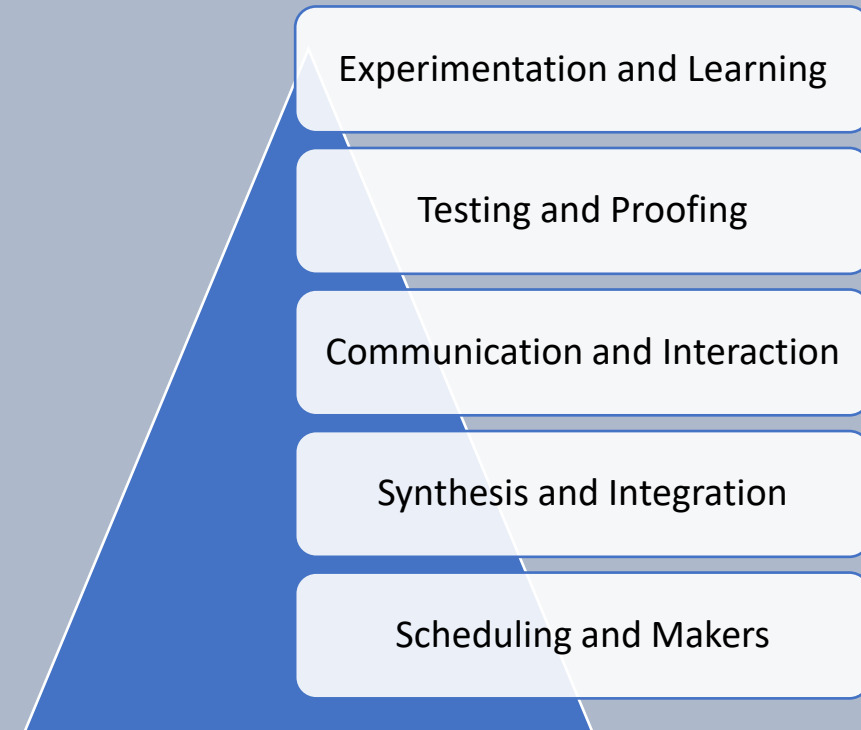 Experimentation and Learning
Testing and Proofing
Communication and Interaction
Synthesis and Integration
Scheduling and Makers